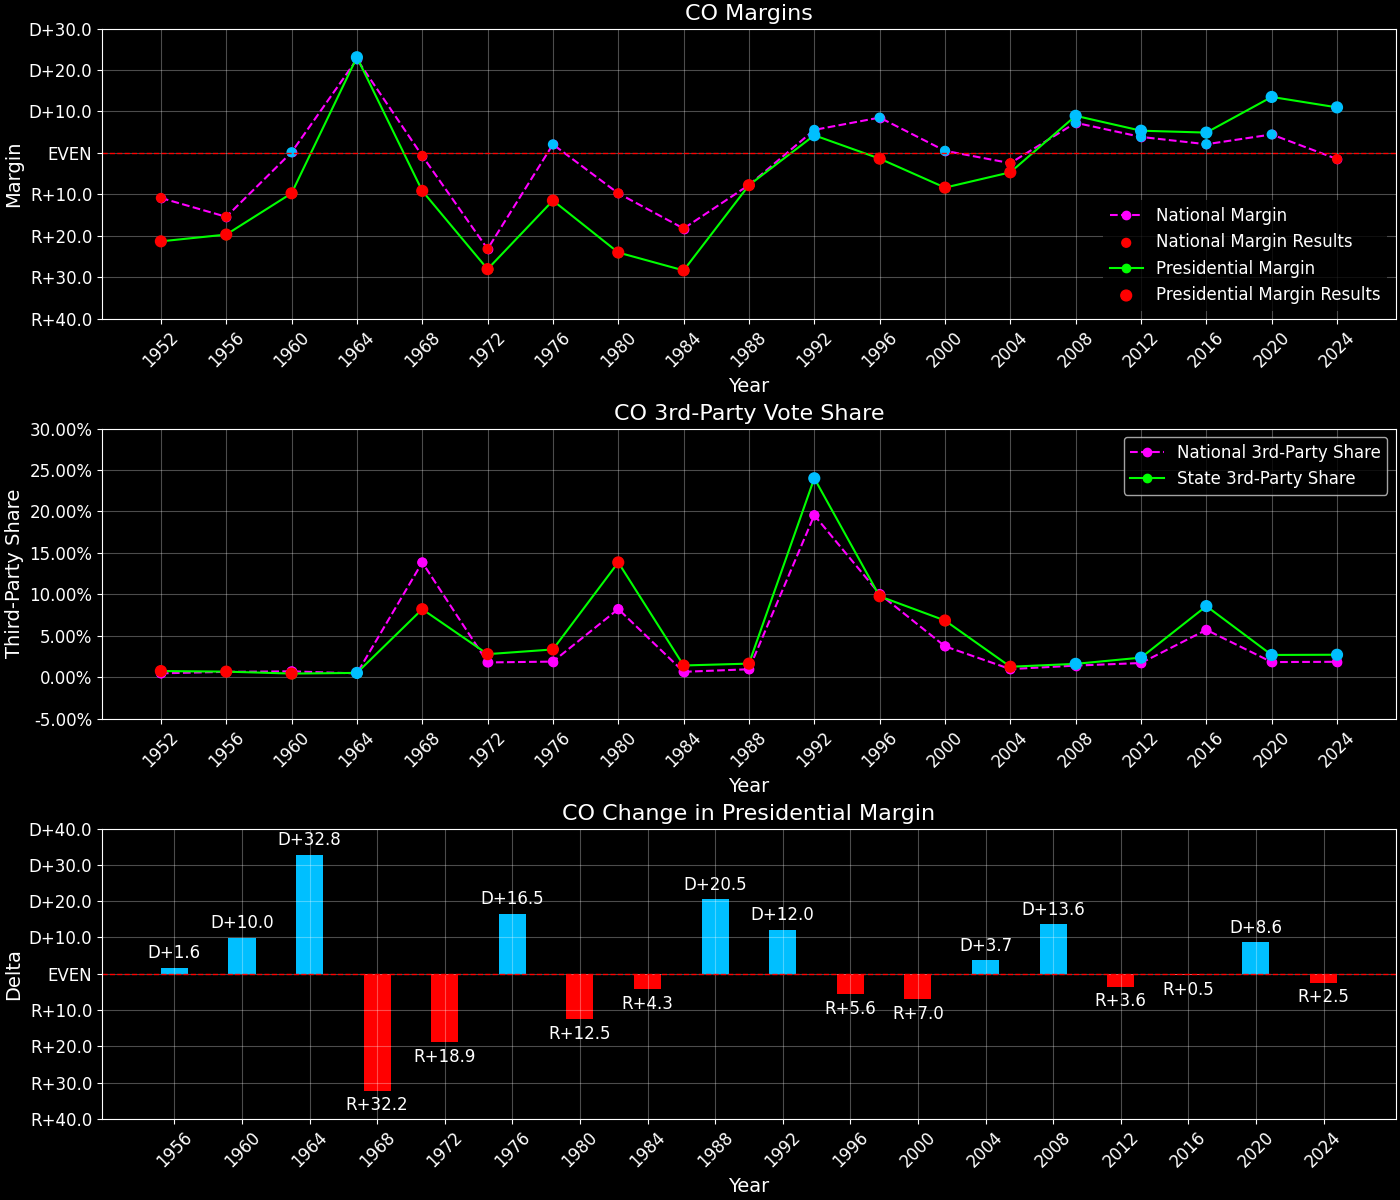 CO Margins
D+30.0
D+20.0
D+10.0
EVEN
R+10.0
R+20.0
R+30.0
R+40.0
Margin
National Margin
National Margin Results
Presidential Margin
Presidential Margin Results
1952 1956 1960 1964 1968 1972 1976 1980 1984 1988 1992 1996 2000 2004 2008 2012 2016 2020 2024
Year
CO 3rd-Party Vote Share
30.00%
25.00%
20.00%
15.00%
10.00%
5.00%
0.00%
-5.00%
Third-Party Share
National 3rd-Party Share
State 3rd-Party Share
1952 1956 1960 1964 1968 1972 1976 1980 1984 1988 1992 1996 2000 2004 2008 2012 2016 2020 2024
Year
CO Change in Presidential Margin
D+40.0
D+30.0
D+20.0
D+10.0
EVEN
R+10.0
R+20.0
R+30.0
R+40.0
Delta
D+1.6
D+10.0
D+32.8
R+32.2
R+18.9
D+16.5
R+12.5
R+4.3
D+20.5
D+12.0
R+5.6
R+7.0
D+3.7
D+13.6
R+3.6
R+0.5
D+8.6
R+2.5
1956 1960 1964 1968 1972 1976 1980 1984 1988 1992 1996 2000 2004 2008 2012 2016 2020 2024
Year